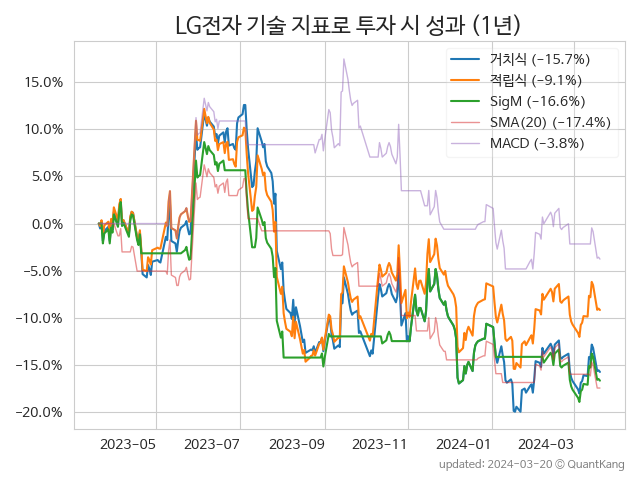 LG전자 기술 지표로 투자 시 성과 (1년)
거치식 (−15.7%)
적립식 (−9.1%)
SigM (−16.6%)
SMA(20) (−17.4%)
MACD (−3.8%)
15.0%
10.0%
5.0%
0.0%
−5.0%
−10.0%
−15.0%
−20.0%
2023-05 2023-07 2023-09 2023-11 2024-01 2024-03
updated: 2024-03-20 © QuantKang